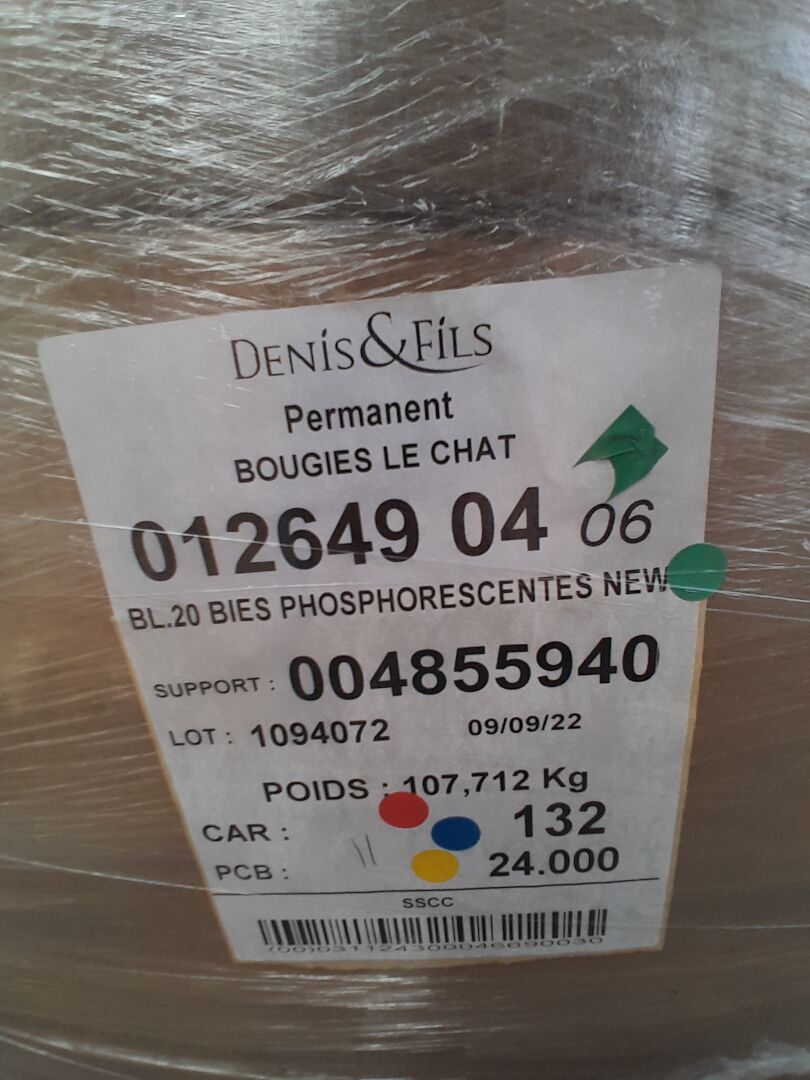 DENIS & FILS
Permanent
BOUGIES LE CHAT
012649 04 06
BL.20 BIES PHOSPHORESCENTES NEW
SUPPORT : 004855940
LOT : 1094072 09/09/22
POIDS : 107,712 Kg
CAR : 132
PCB : 24.000
SSCC